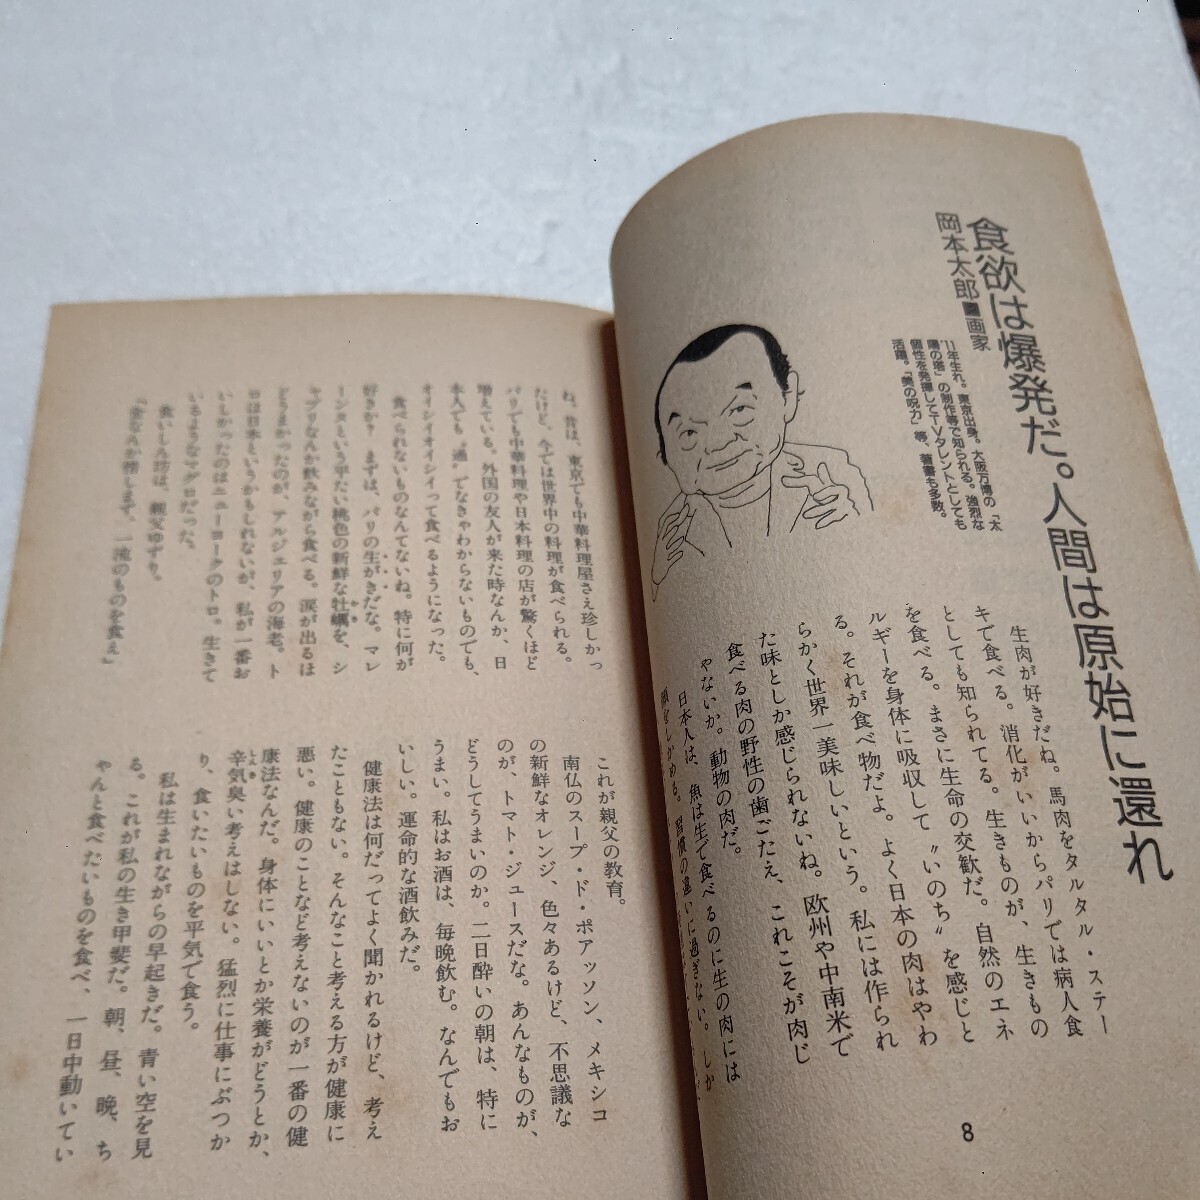 食欲は爆発だ。人間は原始に還れ
岡本太郎■画家
'11年生れ。東京出身。大阪万博の「太
陽の塔」の制作等で知られる。強烈な
個性を発揮してTVタレントとしても
活躍。「美の呪力」等、著書も多数。
生肉が好きだね。馬肉をタルタル・ステー
キで食べる。消化がいいからパリでは病人食
としても知られてる。生きものが、生きもの
を食べる。まさに生命の交歓だ。自然のエネ
ルギーを身体に吸収して〝いのち〟を感じと
る。それが食べ物だよ。よく日本の肉はやわ
らかく世界一美味しいという。私には作られ
た味としか感じられないね。欧州や中南米で
食べる肉の野性の歯ごたえ、これこそが肉じ
ゃないか。動物の肉だ。
日本人は、魚は生で食べるのに生の肉には
顔をしかめる。習慣の違いに過ぎない。しか
8
ね。昔は、東京でも中華料理屋さえ珍しかっ
たけど、今では世界中の料理が食べられる。
パリでも中華料理や日本料理の店が驚くほど
増えている。外国の友人が来た時なんか、日
本人でも〝通〟でなきゃわからないものでも、
オイシイオイシイって食べるようになった。
食べられないものなんてないね。特に何が
好きか？まずは、パリの生がきだな。マレ
ーンヌという平たい桃色の新鮮な牡蠣を、シ
ャブリなんか飲みながら食べる。涙が出るほ
どうまかったのが、ルジェリアの海老。ト
ロは日本というかもしれないが、私が一番お
いしかったのはニューヨークのトロ。生きて
いるようなマグロだった。
食いしん坊は、親父ゆずり。
「金なんか惜しまず、一流のものを食え」
これが親父の教育。
南仏のスープ・ド・ポアッソン、メキシコ
の新鮮なオレンジ、色々あるけど、不思議な
のが、トマト・ジュースだな。あんなものが、
どうしてうまいのか。二日酔いの朝は、特に
うまい。私はお酒は、毎晩飲む。なんでもお
いしい。運命的な酒飲みだ。
健康法は何だってよく聞かれるけど、考え
たこともない。そんなこと考える方が健康に
悪い。健康のことなど考えないのが一番の健
康法なんだ。身体にいいとか栄養がどうとか、
辛気臭い考えはしない。猛烈に仕事にぶつか
り、食いたいものを平気で食う。
私は生まれながらの早起きだ。青い空を見
る。これが私の生き甲斐だ。朝、昼、晩、ち
ゃんと食べたいものを食べ、一日中動いてい